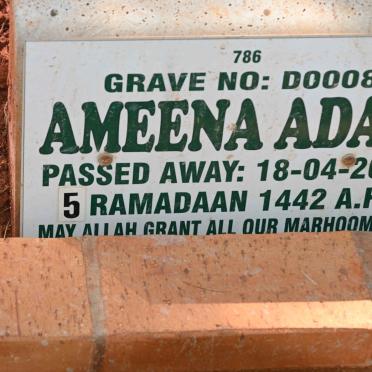 786
GRAVE NO: D0008
AMEENA ADA
PASSED AWAY: 18-04-20
5 RAMADAAN 1442 A.H
MAY ALLAH GRANT ALL OUR MARHOOM